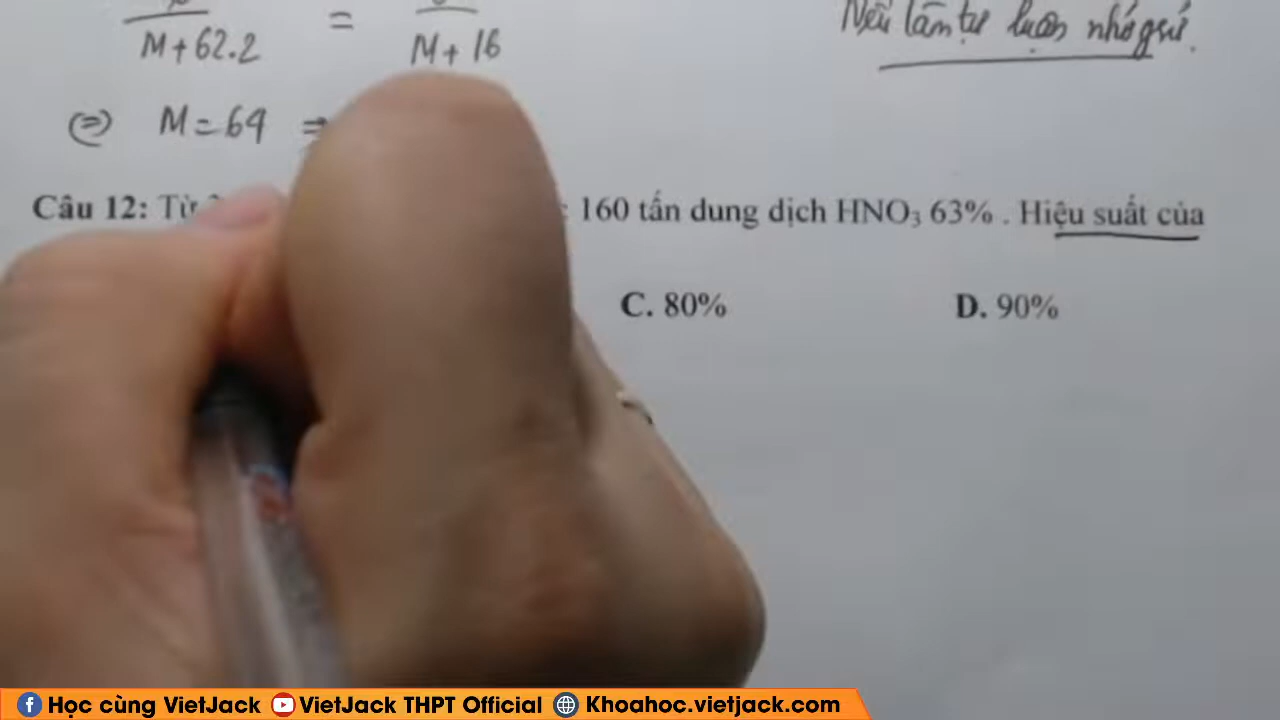 M+62.2 = M+16
Nếu làm tự luận nhớ gsử.
(=) M = 64 ⇒
Câu 12: Từ 160 tấn dung dịch HNO₃ 63% . Hiệu suất của
C. 80% D. 90%
Học cùng VietJack VietJack THPT Official Khoahoc.vietjack.com